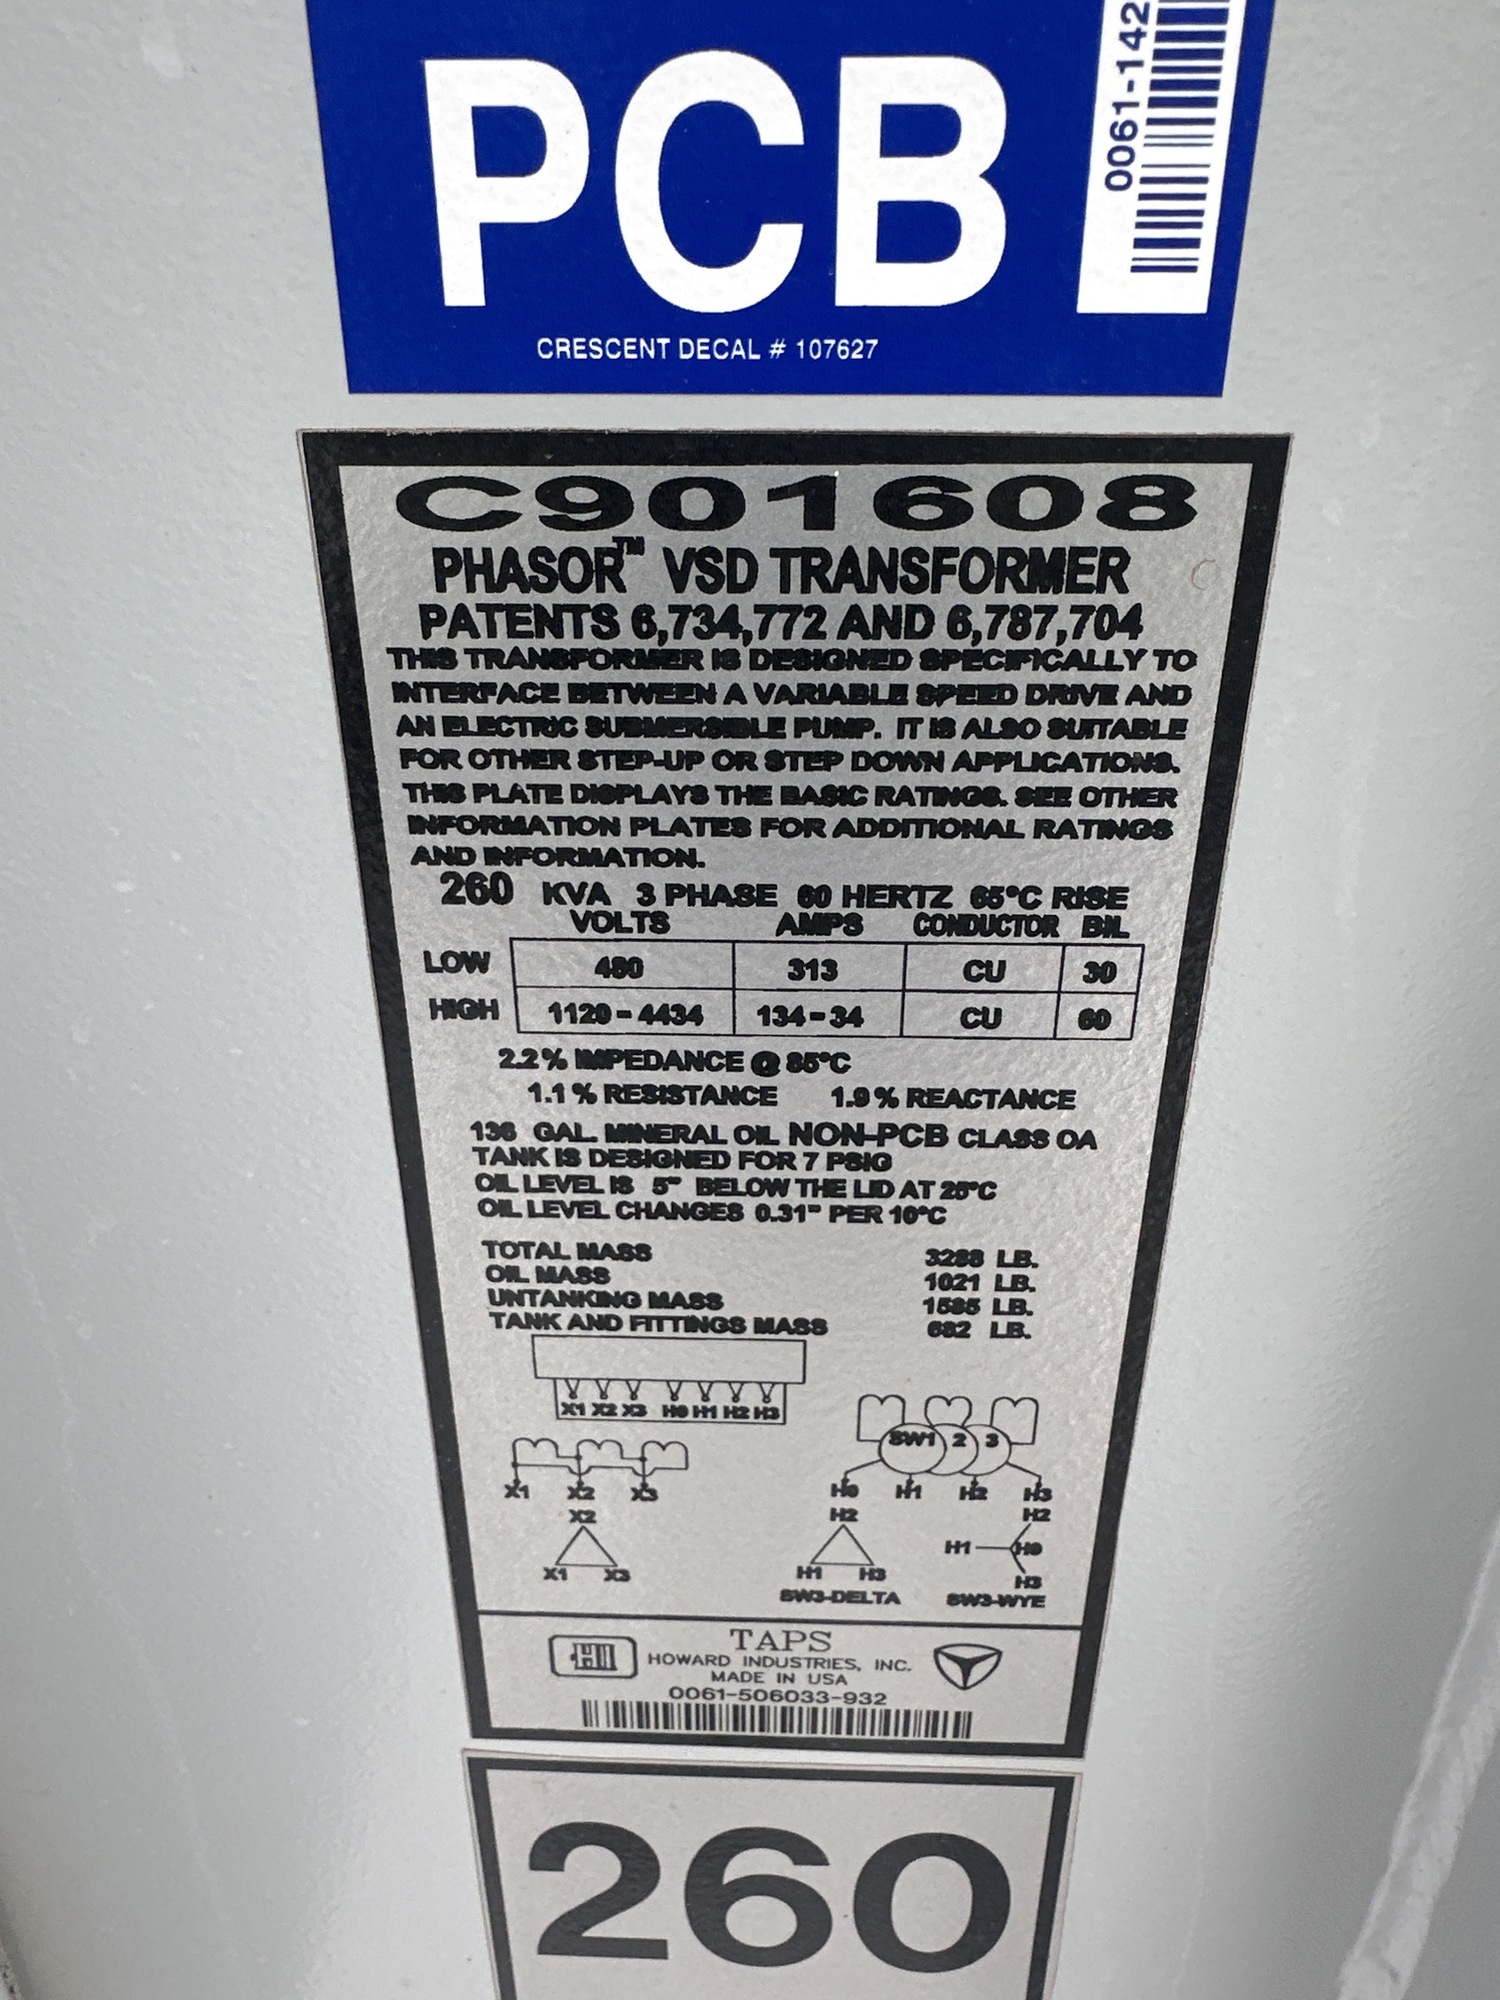 PCB
0061-142
CRESCENT DECAL # 107627
C901608
PHASOR™ VSD TRANSFORMER
PATENTS 6,734,772 AND 6,787,704
THIS TRANSFORMER IS DESIGNED SPECIFICALLY TO
INTERFACE BETWEEN A VARIABLE SPEED DRIVE AND
AN ELECTRIC SUBMERSIBLE PUMP. IT IS ALSO SUITABLE
FOR OTHER STEP-UP OR STEP DOWN APPLICATIONS.
THIS PLATE DISPLAYS THE BASIC RATINGS. SEE OTHER
INFORMATION PLATES FOR ADDITIONAL RATINGS
AND INFORMATION.
260 KVA 3 PHASE 60 HERTZ 65°C RISE
VOLTS AMPS CONDUCTOR BIL
LOW 480 313 CU 30
HIGH 1120-4434 134-34 CU 60
2.2% IMPEDANCE @ 85°C
1.1% RESISTANCE 1.9% REACTANCE
136 GAL. MINERAL OIL NON-PCB CLASS OA
TANK IS DESIGNED FOR 7 PSIG
OIL LEVEL IS 5" BELOW THE LID AT 25°C
OIL LEVEL CHANGES 0.31" PER 10°C
TOTAL MASS 3288 LB.
OIL MASS 1021 LB.
UNTANKING MASS 1585 LB.
TANK AND FITTINGS MASS 682 LB.
X1 X2 X3 H0 H1 H2 H3
SW1 2 3
X1 X2 X3 H0 H1 H2 H3
X2 H2 H2
H1 H0
X1 X3 H1 H3 H3
SW3-DELTA SW3-WYE
TAPS
HOWARD INDUSTRIES, INC.
MADE IN USA
0061-506033-932
260